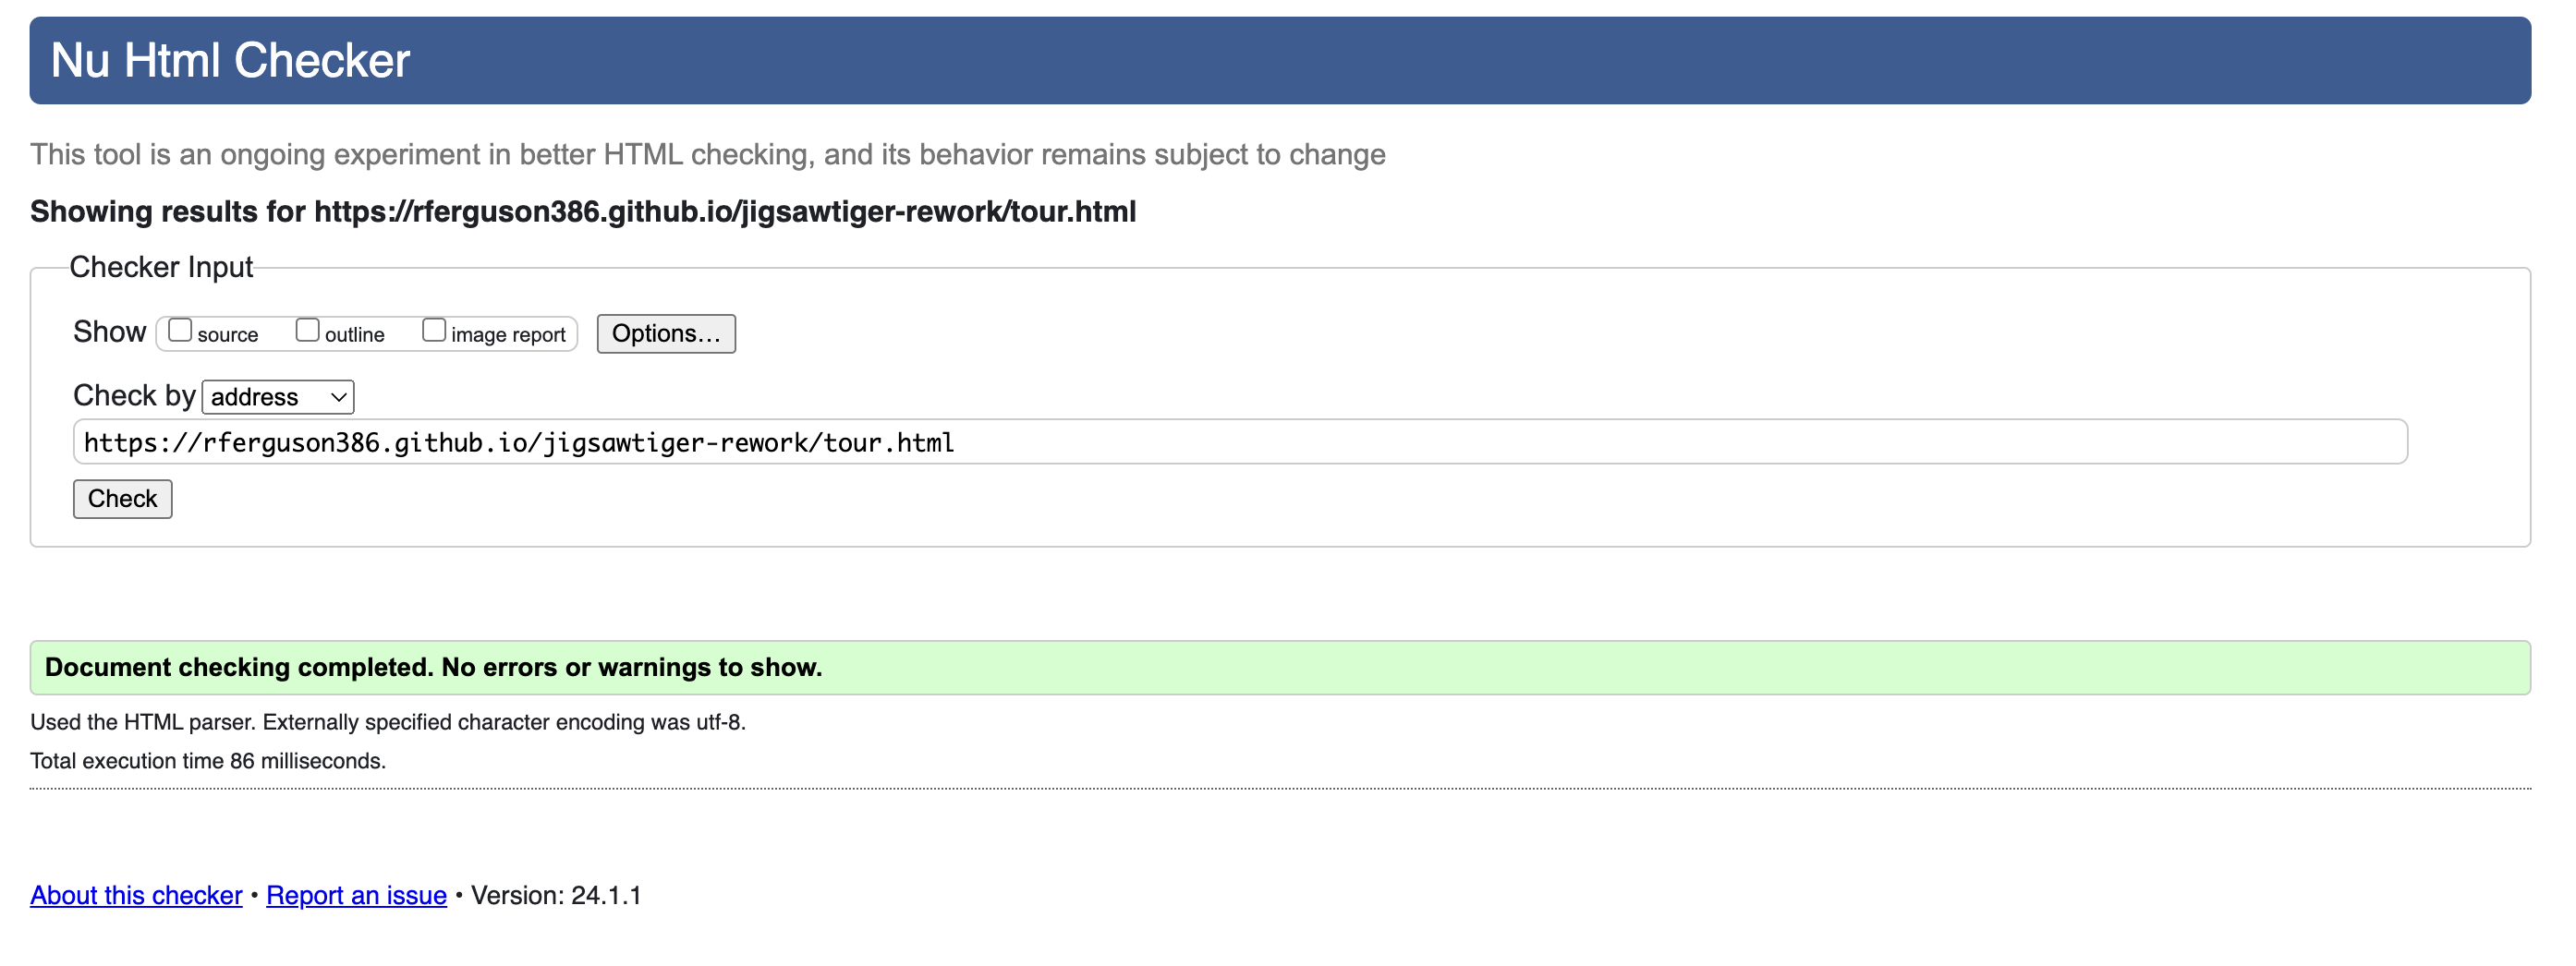 Nu Html Checker
This tool is an ongoing experiment in better HTML checking, and its behavior remains subject to change
Showing results for https://rferguson386.github.io/jigsawtiger-rework/tour.html
Checker Input
Show source outline image report Options...
Check by address
https://rferguson386.github.io/jigsawtiger-rework/tour.html
Check
Document checking completed. No errors or warnings to show.
Used the HTML parser. Externally specified character encoding was utf-8.
Total execution time 86 milliseconds.
About this checker • Report an issue • Version: 24.1.1